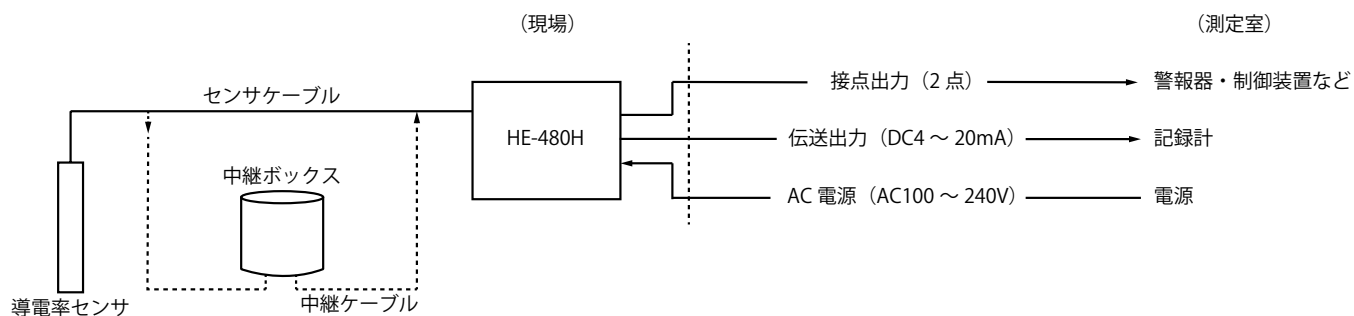 （現場）
（測定室）
センサケーブル
HE-480H
接点出力（2 点）
警報器・制御装置など
伝送出力（DC4 ～ 20mA）
記録計
AC 電源（AC100 ～ 240V）
電源
中継ボックス
中継ケーブル
導電率センサ